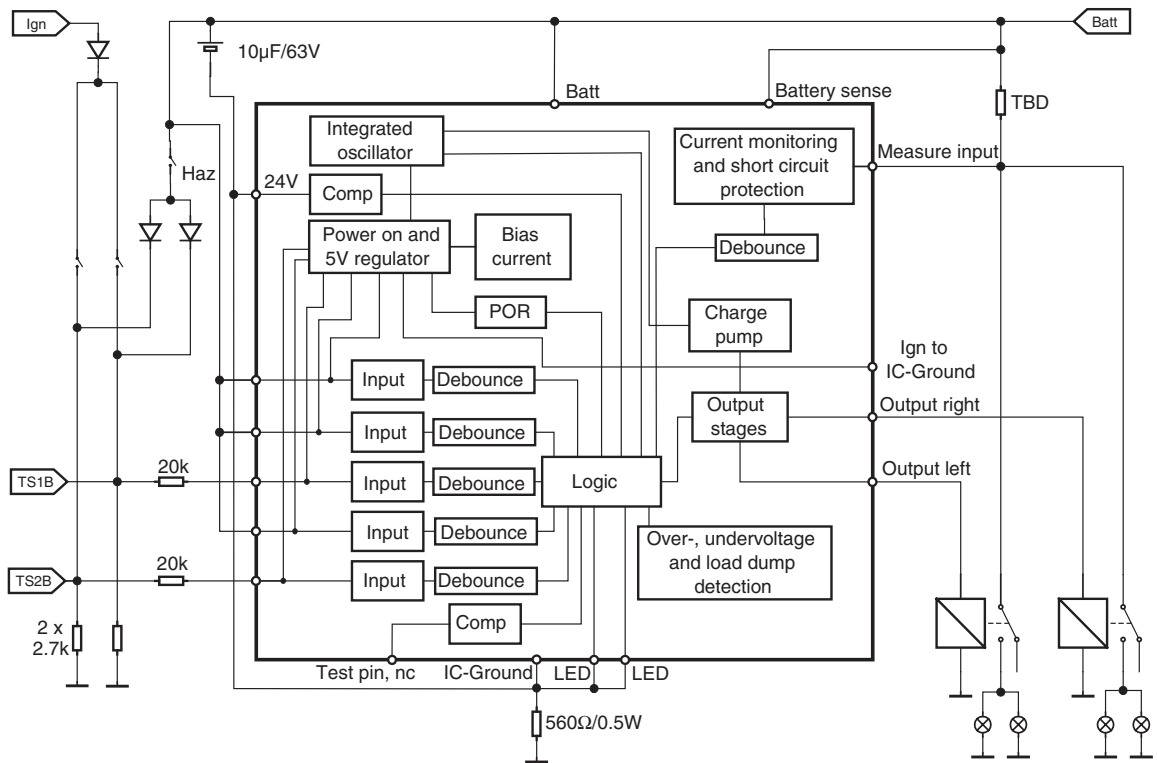 Ign
Batt
10µF/63V
Batt
Battery sense
TBD
Integrated
oscillator
Current monitoring
and short circuit
protection
Measure input
Haz
24V
Comp
Power on and
5V regulator
Bias
current
Debounce
POR
Charge
pump
Ign to
IC-Ground
Input
Debounce
Output
stages
Output right
Input
Debounce
TS1B
20k
Input
Debounce
Logic
Output left
Input
Debounce
Over-, undervoltage
and load dump
detection
TS2B
20k
Input
Debounce
2 x
2.7k
Comp
Test pin, nc
IC-Ground
LED
LED
560Ω/0.5W